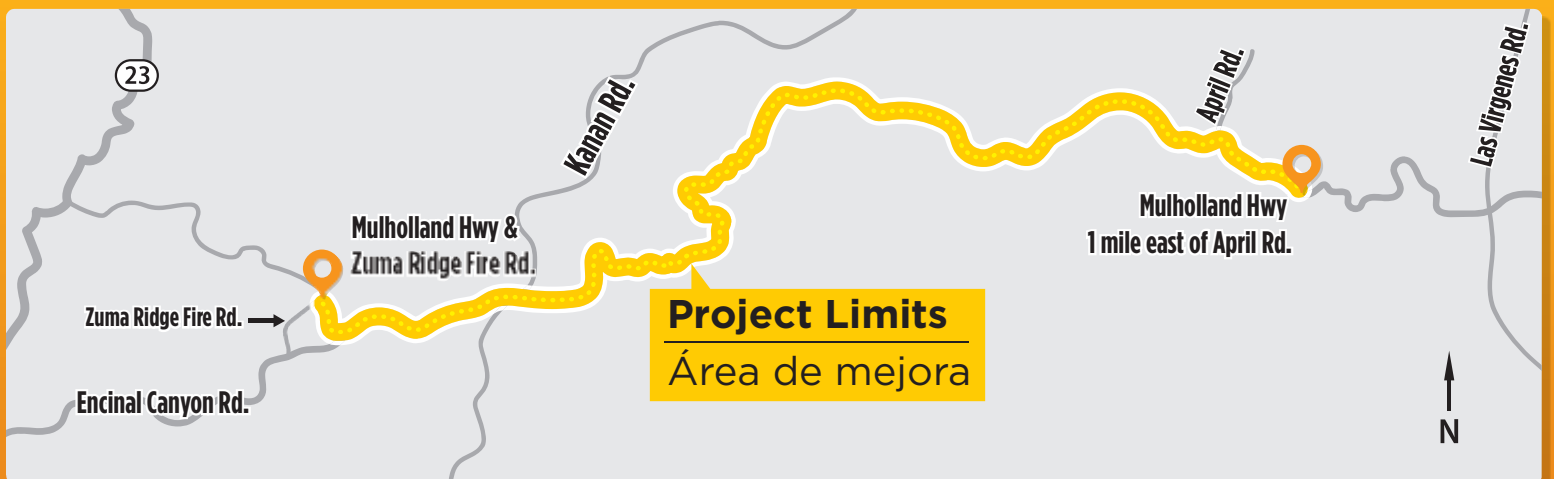 23
Kanan Rd.
April Rd.
Las Virgenes Rd.
Mulholland Hwy &
Zuma Ridge Fire Rd.
Mulholland Hwy
1 mile east of April Rd.
Zuma Ridge Fire Rd.
Project Limits
Área de mejora
Encinal Canyon Rd.
N